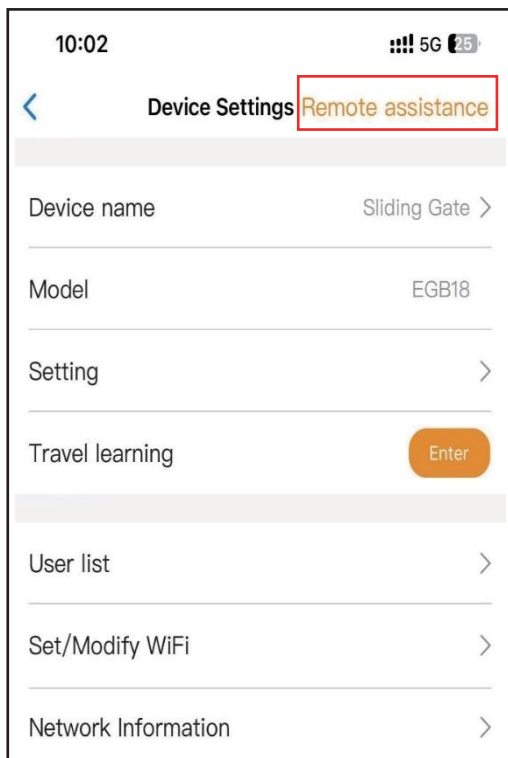 10:02 5G 25
Device Settings Remote assistance
Device name Sliding Gate
Model EGB18
Setting
Travel learning Enter
User list
Set/Modify WiFi
Network Information